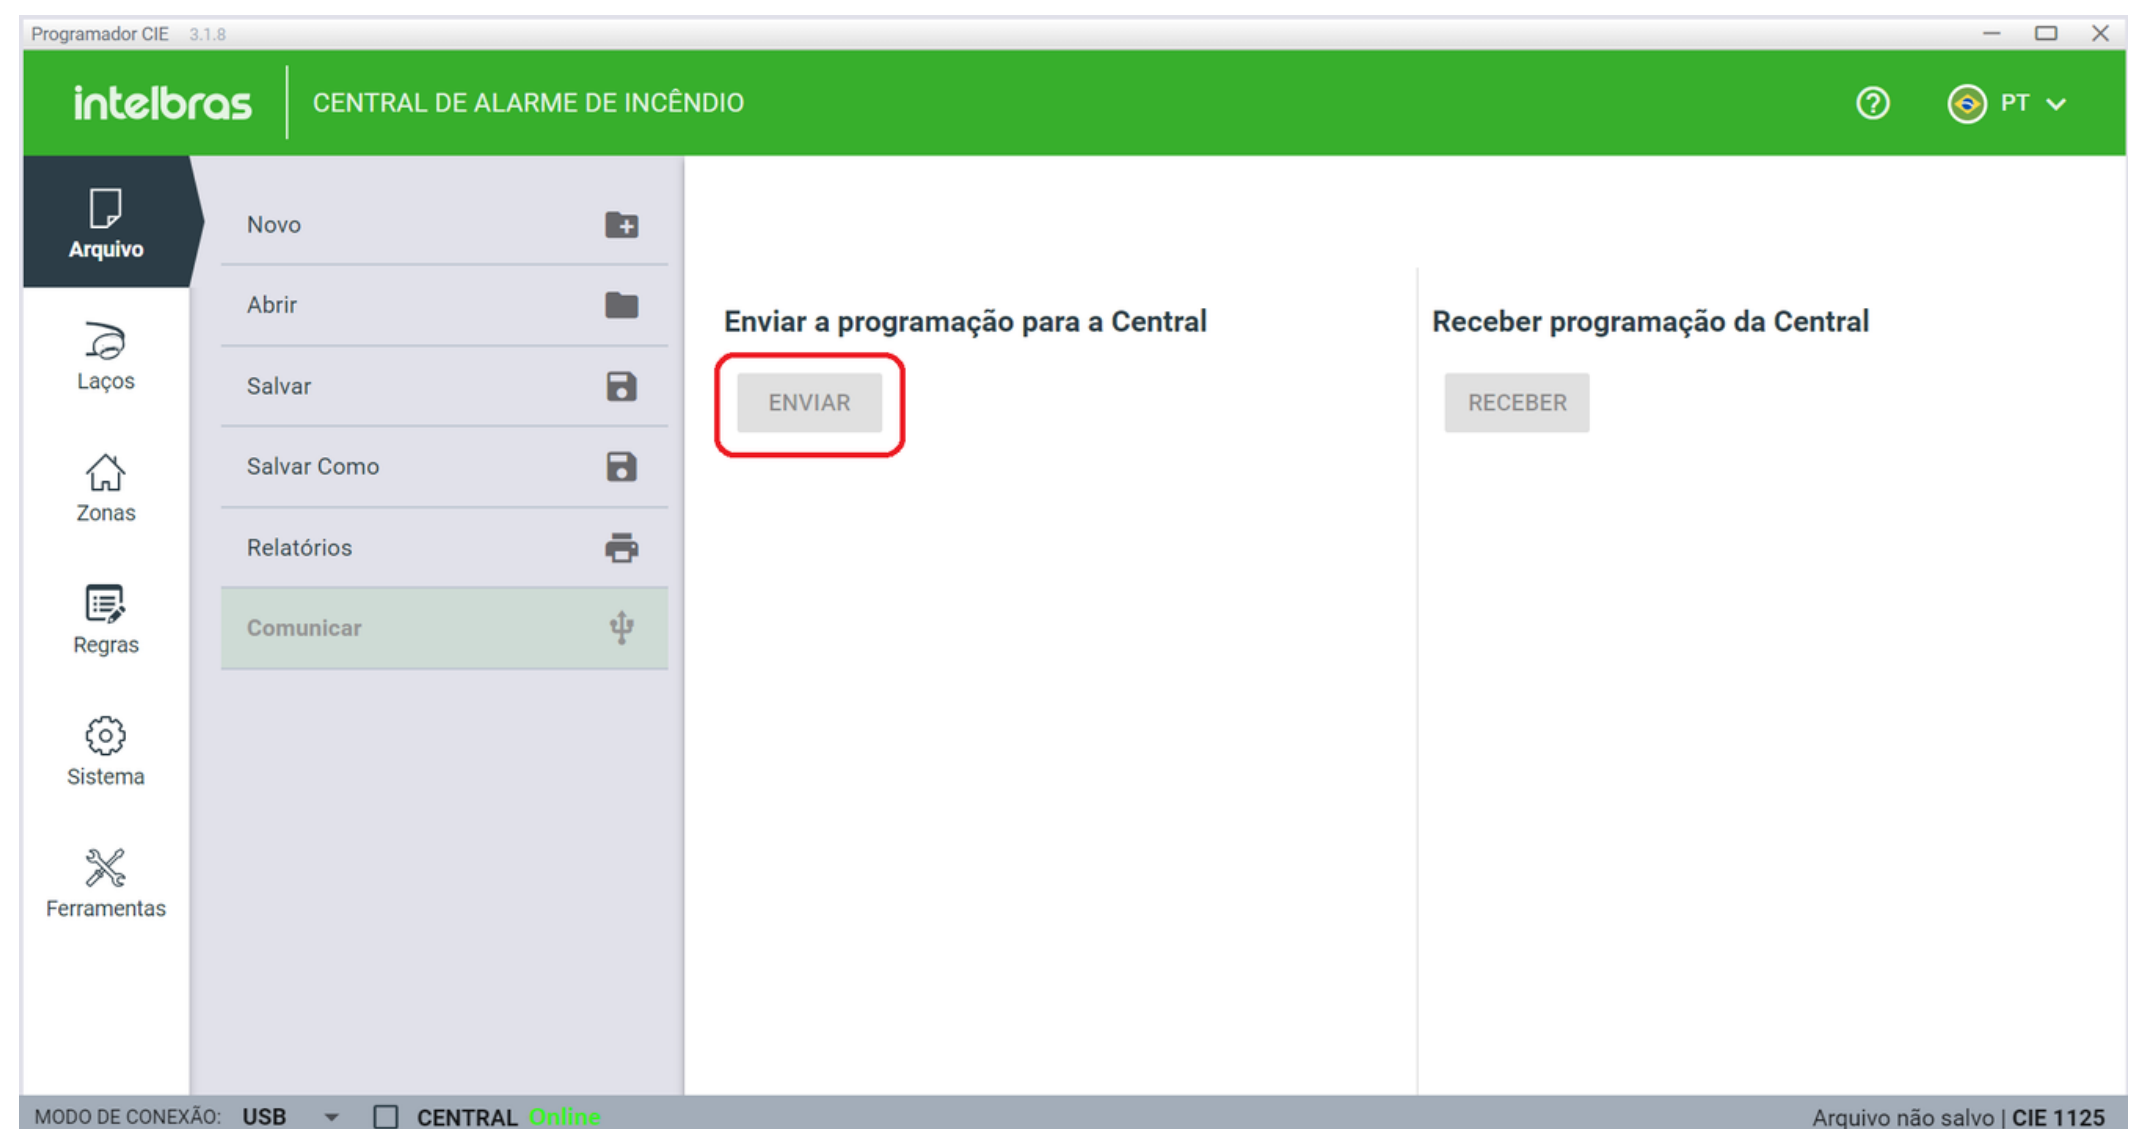 Programador CIE 3.1.8
intelbras
CENTRAL DE ALARME DE INCÊNDIO
PT
Arquivo
Laços
Zonas
Regras
Sistema
Ferramentas
Novo
Abrir
Salvar
Salvar Como
Relatórios
Comunicar
Enviar a programação para a Central
ENVIAR
Receber programação da Central
RECEBER
MODO DE CONEXÃO: USB CENTRAL Online
Arquivo não salvo | CIE 1125